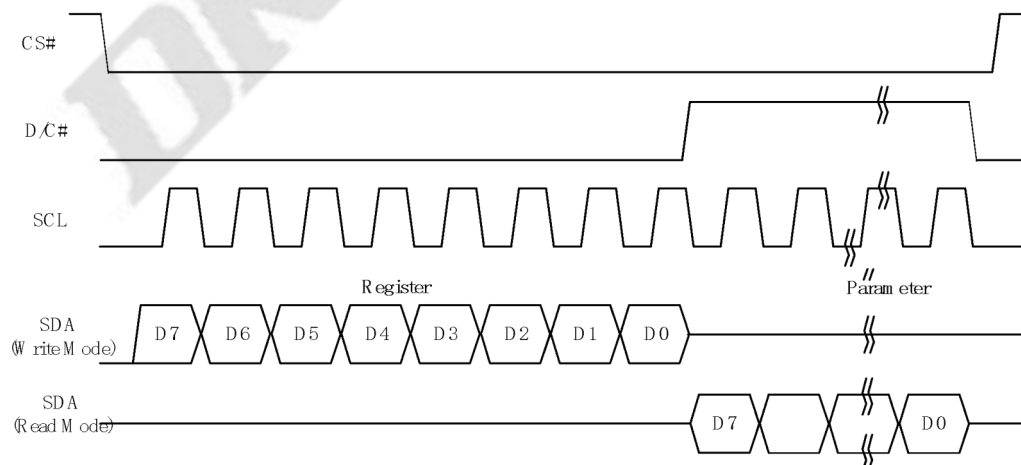 CS#
D/C#
SCL
Register
Parameter
SDA
(Write Mode)
D7 D6 D5 D4 D3 D2 D1 D0
SDA
(Read Mode)
D7 D0